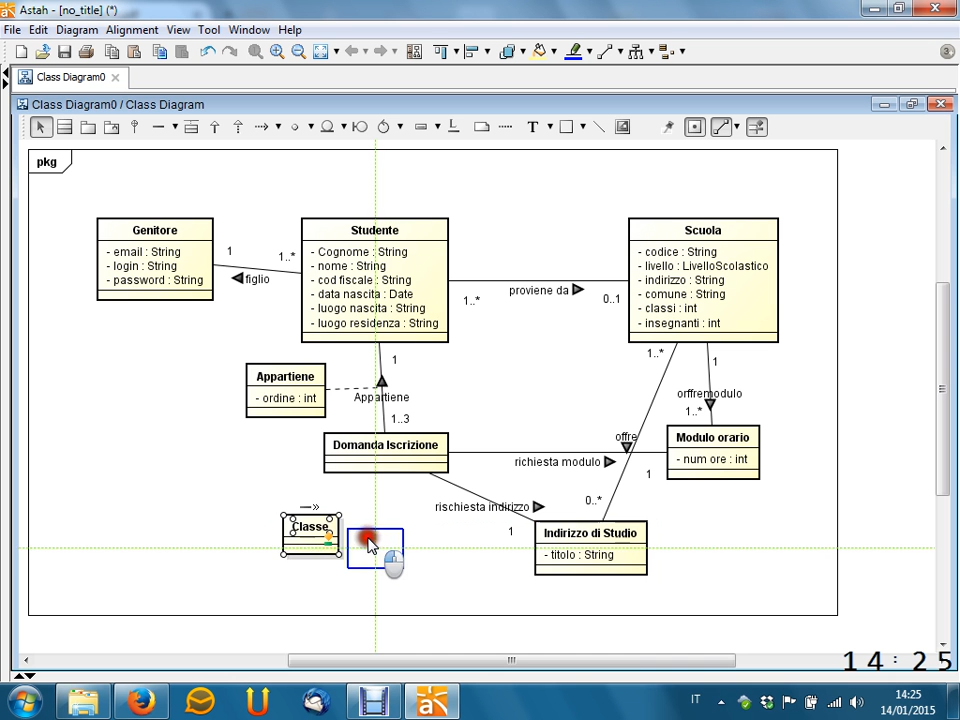 Astah - [no_title] (*)
File Edit Diagram Alignment View Tool Window Help
3
Class Diagram0
Class Diagram0 / Class Diagram
T
pkg
Genitore
- email : String
- login : String
- password : String
1
1..*
figlio
Studente
- Cognome : String
- nome : String
- cod fiscale : String
- data nascita : Date
- luogo nascita : String
- luogo residenza : String
1..*
proviene da
0..1
Scuola
- codice : String
- livello : LivelloScolastico
- indirizzo : String
- comune : String
- classi : int
- insegnanti : int
1
1..*
1
Appartiene
- ordine : int
Appartiene
1..3
orffremodulo
1..*
offre
Domanda Iscrizione
richiesta modulo
1
Modulo orario
- num ore : int
rischiesta indirizzo
1
0..*
Indirizzo di Studio
- titolo : String
Classe
14:25
IT
14:25
14/01/2015